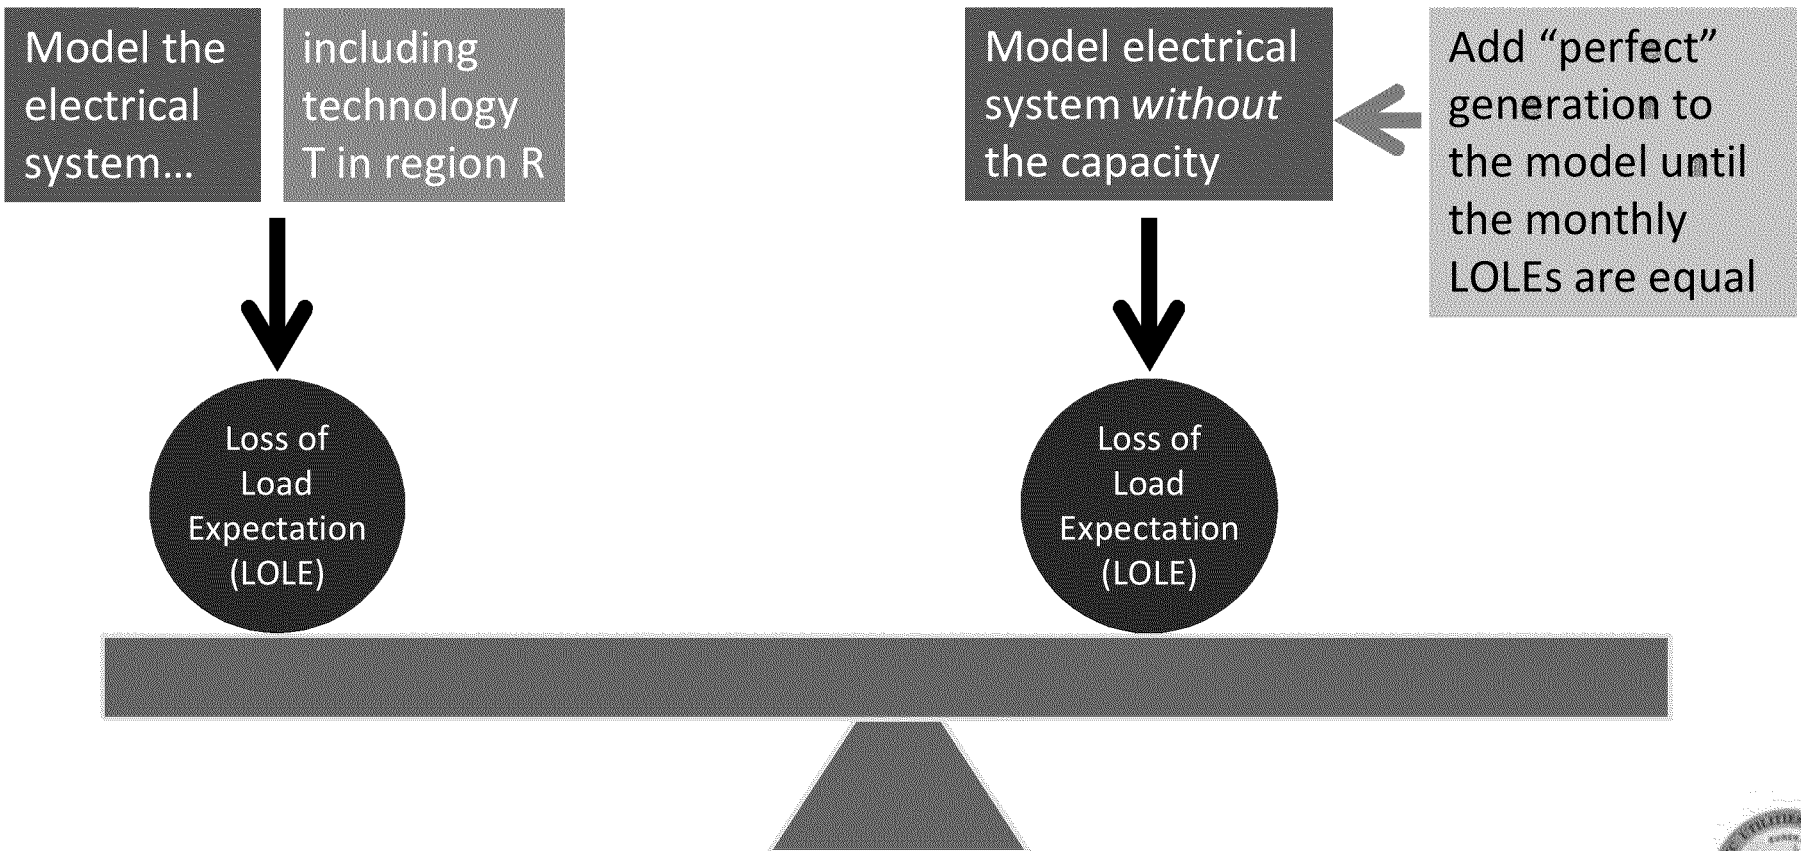 Model the
electrical
system...
including
technology
T in region R
Model electrical
system without
the capacity
Add “perfect”
generation to
the model until
the monthly
LOLEs are equal
Loss of
Load
Expectation
(LOLE)
Loss of
Load
Expectation
(LOLE)
UTILITIES